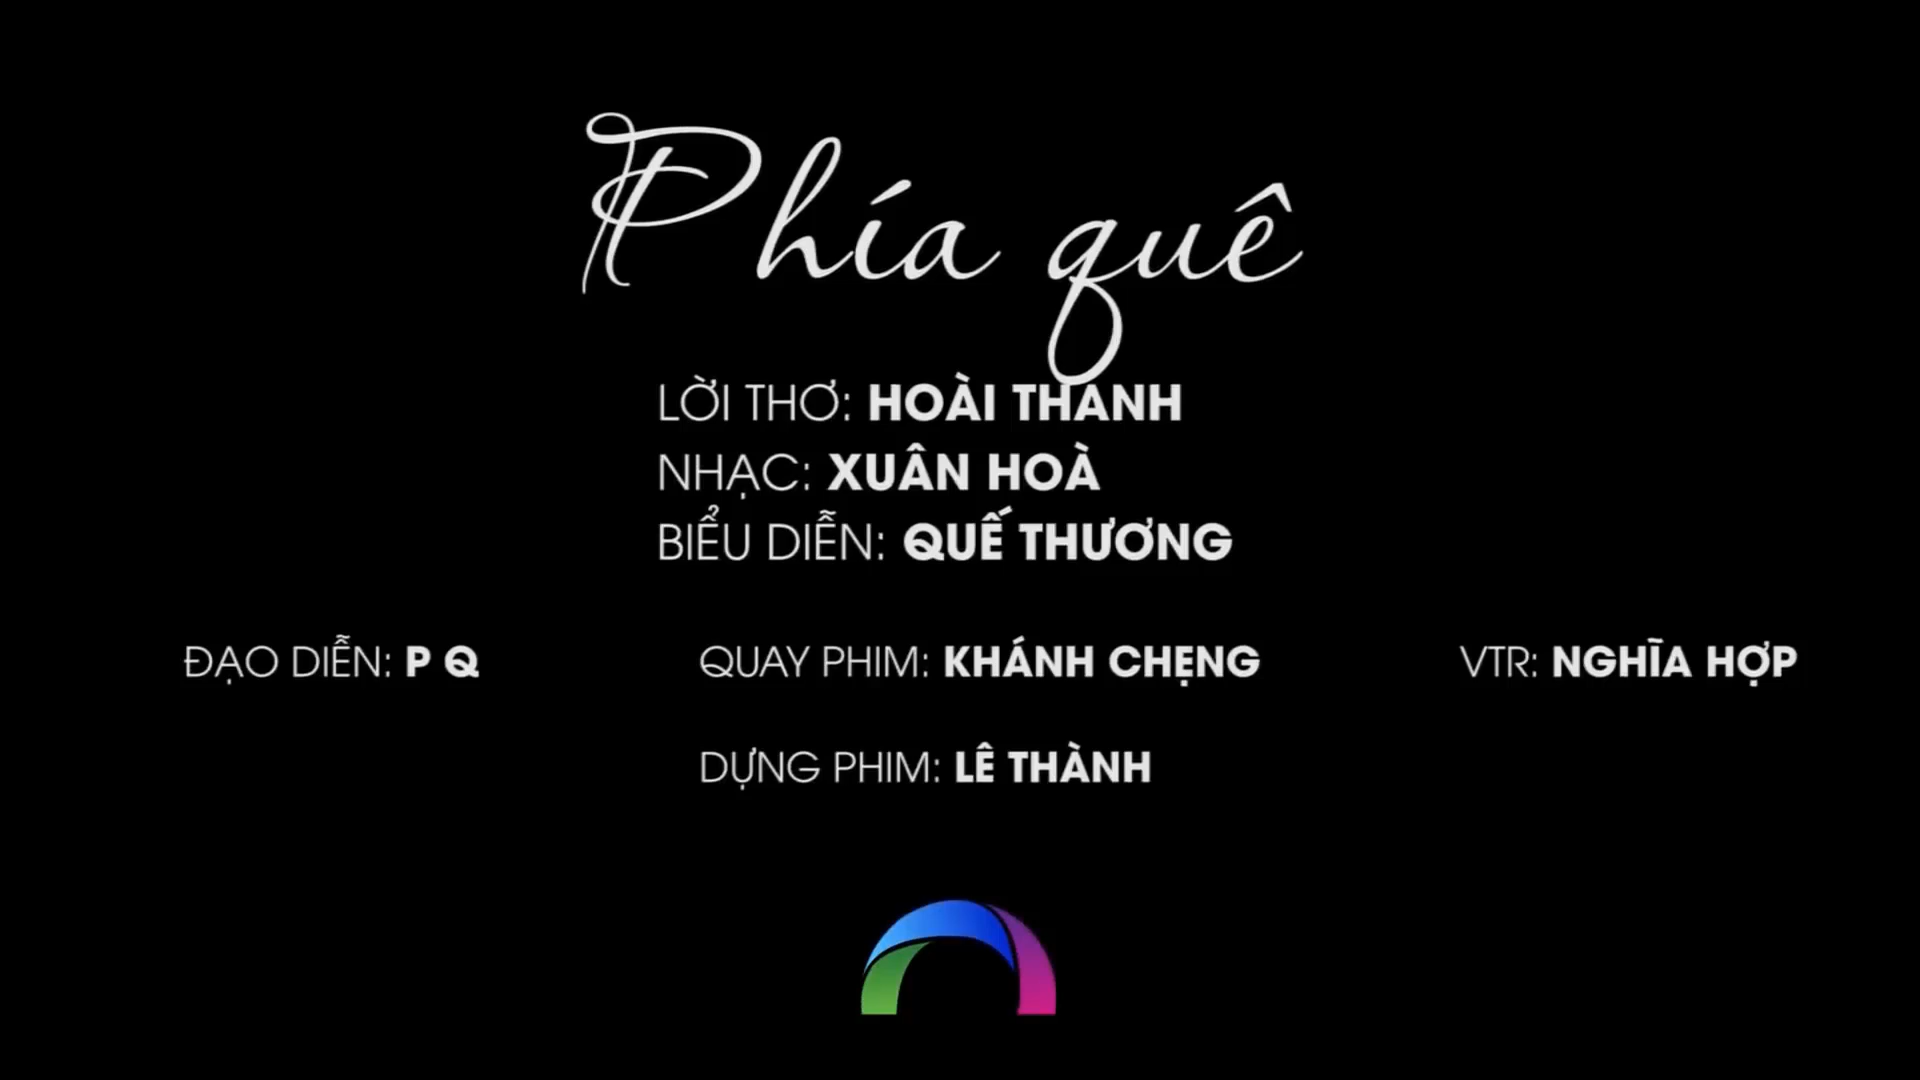 Phía quê
LỜI THƠ: HOÀI THANH
NHẠC: XUÂN HOÀ
BIỂU DIỄN: QUẾ THƯƠNG
ĐẠO DIỄN: P Q QUAY PHIM: KHÁNH CHẸNG VTR: NGHĨA HỢP
DỰNG PHIM: LÊ THÀNH